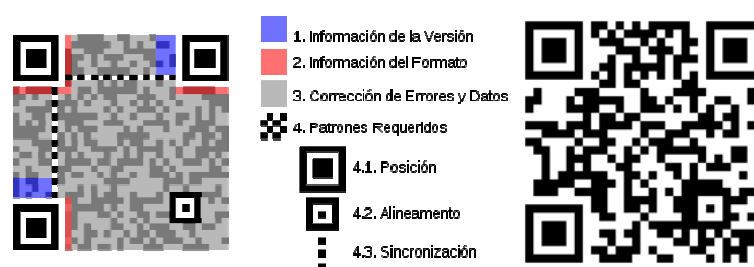 1. Información de la Versión
2. Información del Formato
3. Corrección de Errores y Datos
4. Patrones Requeridos
4.1. Posición
4.2. Alineamento
4.3. Sincronización